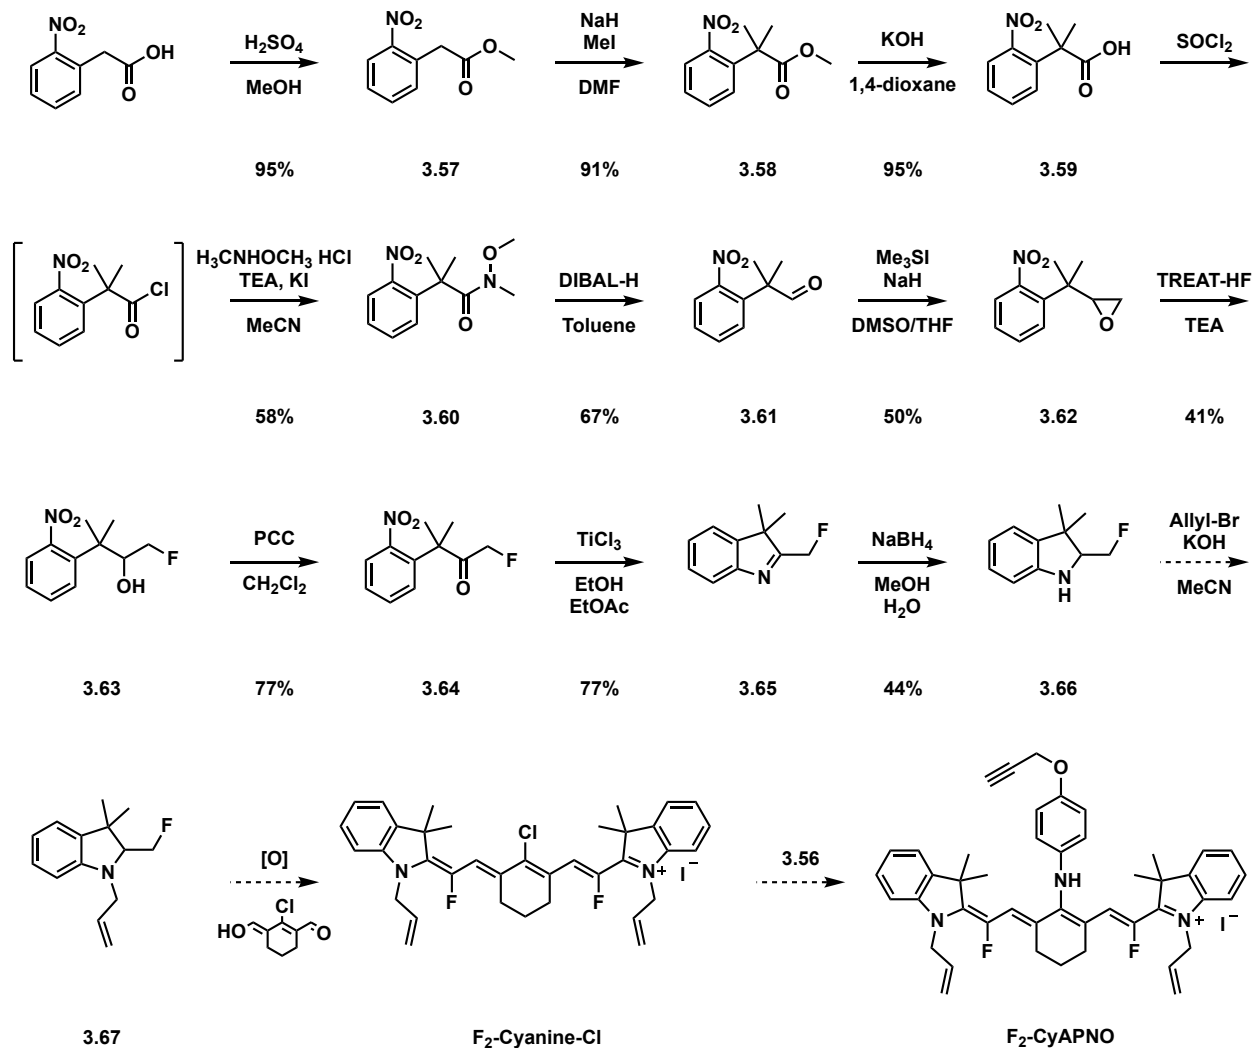 NO2
OH
O
H2SO4
MeOH
NO2
O
O
NaH
MeI
DMF
NO2
O
O
KOH
1,4-dioxane
NO2
OH
O
SOCl2
95%
3.57
91%
3.58
95%
3.59
NO2
Cl
O
H3CNHOCH3 HCl
TEA, KI
MeCN
NO2
O
N
O
DIBAL-H
Toluene
NO2
O
Me3SI
NaH
DMSO/THF
NO2
O
TREAT-HF
TEA
58%
3.60
67%
3.61
50%
3.62
41%
NO2
F
OH
PCC
CH2Cl2
NO2
F
O
TiCl3
EtOH
EtOAc
F
N
NaBH4
MeOH
H2O
F
N
H
Allyl-Br
KOH
MeCN
3.63
77%
3.64
77%
3.65
44%
3.66
F
N
[O]
Cl
HO
O
Cl
N
F
F
N+
I−
3.56
O
NH
N
F
F
N+
I−
3.67
F2-Cyanine-Cl
F2-CyAPNO